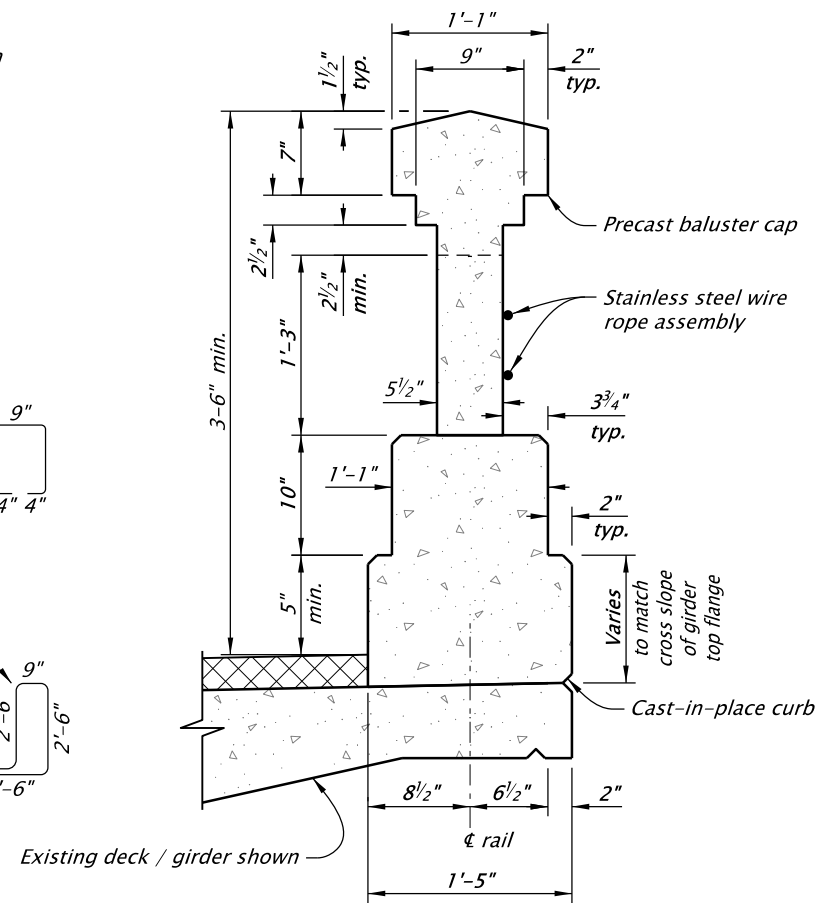 1'-1"
9"
2"
typ.
1½"
typ.
7"
2½"
2½"
min.
Precast baluster cap
Stainless steel wire
rope assembly
1'-3"
3-6" min.
5½"
3¾"
typ.
9"
4" 4"
1'-1"
10"
2"
typ.
5"
min.
Varies
to match
cross slope
of girder
top flange
9"
2'-6"
Cast-in-place curb
8½"
6½"
2"
℄ rail
Existing deck / girder shown
1'-5"